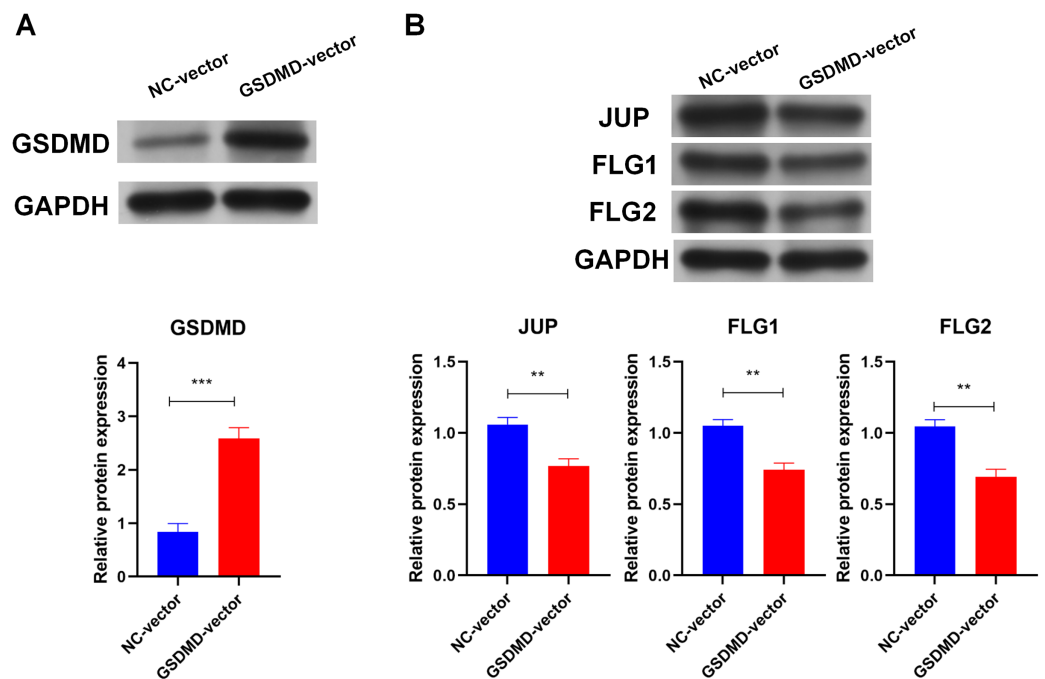 A
NC-vector
GSDMD-vector
GSDMD
GAPDH
GSDMD
Relative protein expression
4
3
2
1
0
***
NC-vector
GSDMD-vector
B
NC-vector
GSDMD-vector
JUP
FLG1
FLG2
GAPDH
JUP
Relative protein expression
1.5
1.0
0.5
0.0
**
NC-vector
GSDMD-vector
FLG1
Relative protein expression
1.5
1.0
0.5
0.0
**
NC-vector
GSDMD-vector
FLG2
Relative protein expression
1.5
1.0
0.5
0.0
**
NC-vector
GSDMD-vector